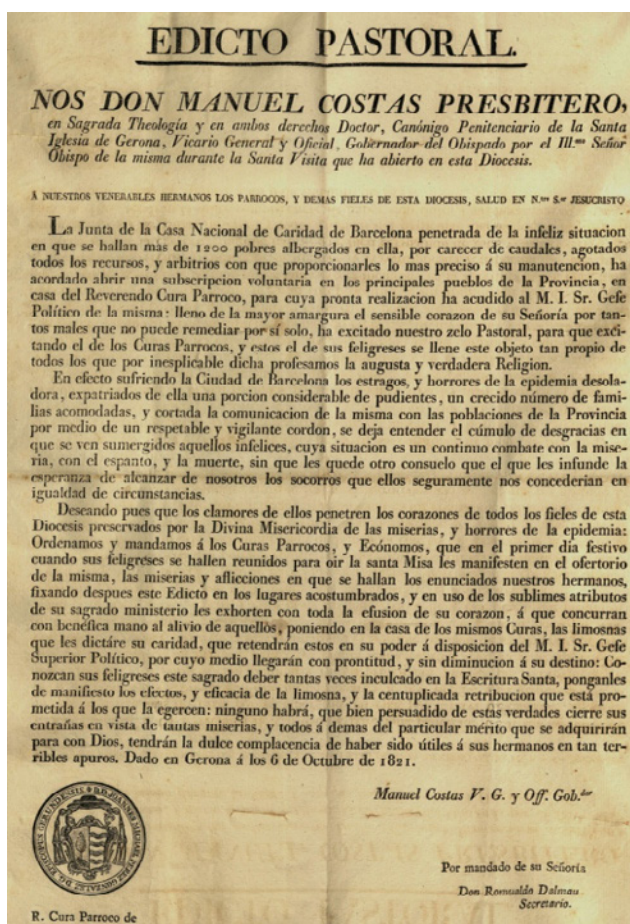 EDICTO PASTORAL.
NOS DON MANUEL COSTAS PRESBITERO,
en Sagrada Theología y en ambos derechos Doctor, Canónigo Penitenciario de la Santa
Iglesia de Gerona, Vicario General y Oficial, Gobernador del Obispado por el Ill.mo Señor
Obispo de la misma durante la Santa Visita que ha abierto en esta Diocesis.
Á NUESTROS VENERABLES HERMANOS LOS PARROCOS, Y DEMAS FIELES DE ESTA DIOCESIS, SALUD EN N.tro S.or JESUCRISTO
La Junta de la Casa Nacional de Caridad de Barcelona penetrada de la infeliz situacion
en que se hallan mas de 1200 pobres albergados en ella, por carecer de caudales, agotados
todos los recursos, y arbitrios con que proporcionarles lo mas preciso á su manutencion, ha
acordado abrir una subscripcion voluntaria en los principales pueblos de la Provincia, en
casa del Reverendo Cura Parroco, para cuya pronta realizacion ha acudido al M. I. Sr. Gefe
Político de la misma: lleno de la mayor amargura el sensible corazon de su Señoría por tan-
tos males que no puede remediar por sí solo, ha excitado nuestro zelo Pastoral, para que exci-
tando el de los Curas Parrocos, y estos el de sus feligreses se llene este objeto tan propio de
todos los que por inesplicable dicha profesamos la augusta y verdadera Religion.
En efecto sufriendo la Ciudad de Barcelona los estragos, y horrores de la epidemia desola-
dora, expatriados de ella una porcion considerable de pudientes, un crecido número de fami-
lias acomodadas, y cortada la comunicacion de la misma con las poblaciones de la Provincia
por medio de un respetable y vigilante cordon, se deja entender el cúmulo de desgracias en
que se ven sumergidos aquellos infelices, cuya situacion es un continuo combate con la mise-
ria, con el espanto, y la muerte, sin que les quede otro consuelo que el que les infunde la
esperanza de alcanzar de nosotros los socorros que ellos seguramente nos concederian en
igualdad de circunstancias.
Deseando pues que los clamores de ellos penetren los corazones de todos los fieles de esta
Diocesis preservados por la Divina Misericordia de las miserias, y horrores de la epidemia:
Ordenamos y mandamos á los Curas Parrocos, y Ecónomos, que en el primer dia festivo
cuando sus feligreses se hallen reunidos para oir la santa Misa les manifesten en el ofertorio
de la misma, las miserias y aflicciones en que se hallan los enunciados nuestros hermanos,
fixando despues este Edicto en los lugares acostumbrados, y en uso de los sublimes atributos
de su sagrado ministerio les exhorten con toda la efusion de su corazon, á que concurran
con benéfica mano al alivio de aquellos, poniendo en la casa de los mismos Curas, las limosnas
que les dictáre su caridad, que retendrán estos en su poder á disposicion del M. I. Sr. Gefe
Superior Político, por cuyo medio llegarán con prontitud, y sin diminucion á su destino: Co-
nozcan sus feligreses este sagrado deber tantas veces inculcado en la Escritura Santa, ponganles
de manifiesto los efectos, y eficacia de la limosna, y la centuplicada retribucion que está pro-
metida á los que la egercen: ninguno habrá, que bien persuadido de estas verdades cierre sus
entrañas en vista de tantas miserias, y todos á demas del particular mérito que se adquirirán
para con Dios, tendrán la dulce complacencia de haber sido útiles á sus hermanos en tan ter-
ribles apuros. Dado en Gerona á los 6 de Octubre de 1821.
Manuel Costas V. G. y Off. Gob.dor
Por mandado de su Señoría
Don Romualdo Dalmau
Secretario.
R. Cura Parroco de